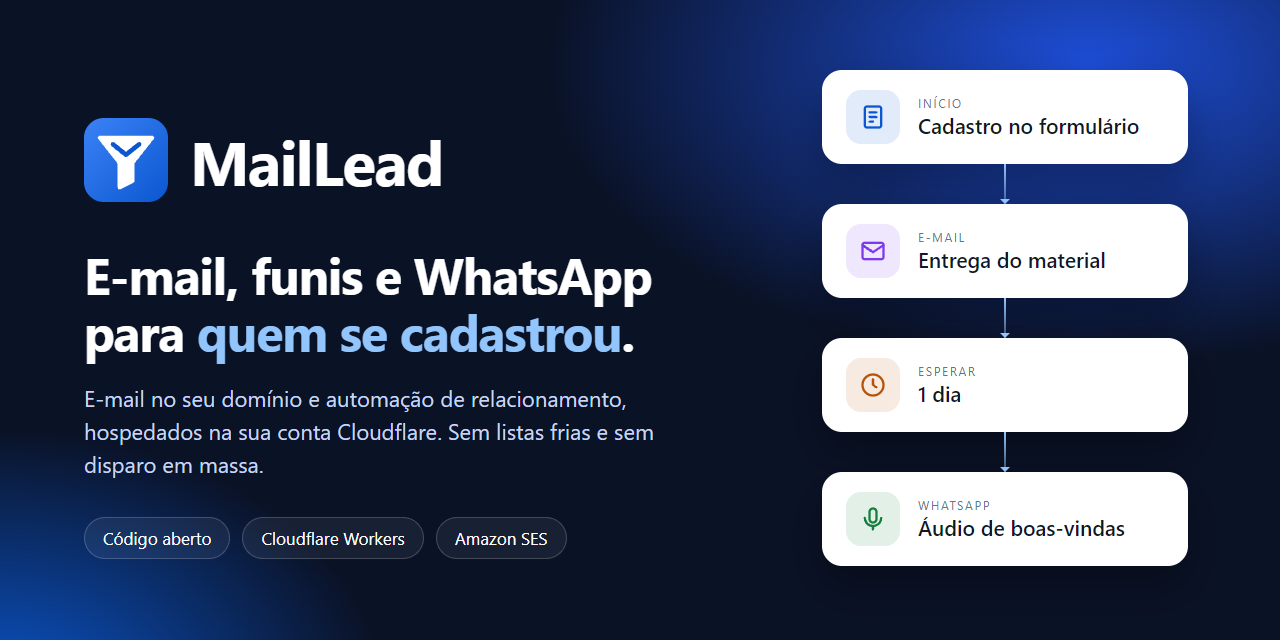 MailLead
E-mail, funis e WhatsApp
para quem se cadastrou.
E-mail no seu domínio e automação de relacionamento,
hospedados na sua conta Cloudflare. Sem listas frias e sem
disparo em massa.
Código aberto
Cloudflare Workers
Amazon SES
INÍCIO
Cadastro no formulário
E-MAIL
Entrega do material
ESPERAR
1 dia
WHATSAPP
Áudio de boas-vindas